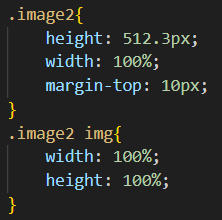 .image2{
    height: 512.3px;
    width: 100%;
    margin-top: 10px;
}
.image2 img{
    width: 100%;
    height: 100%;
}